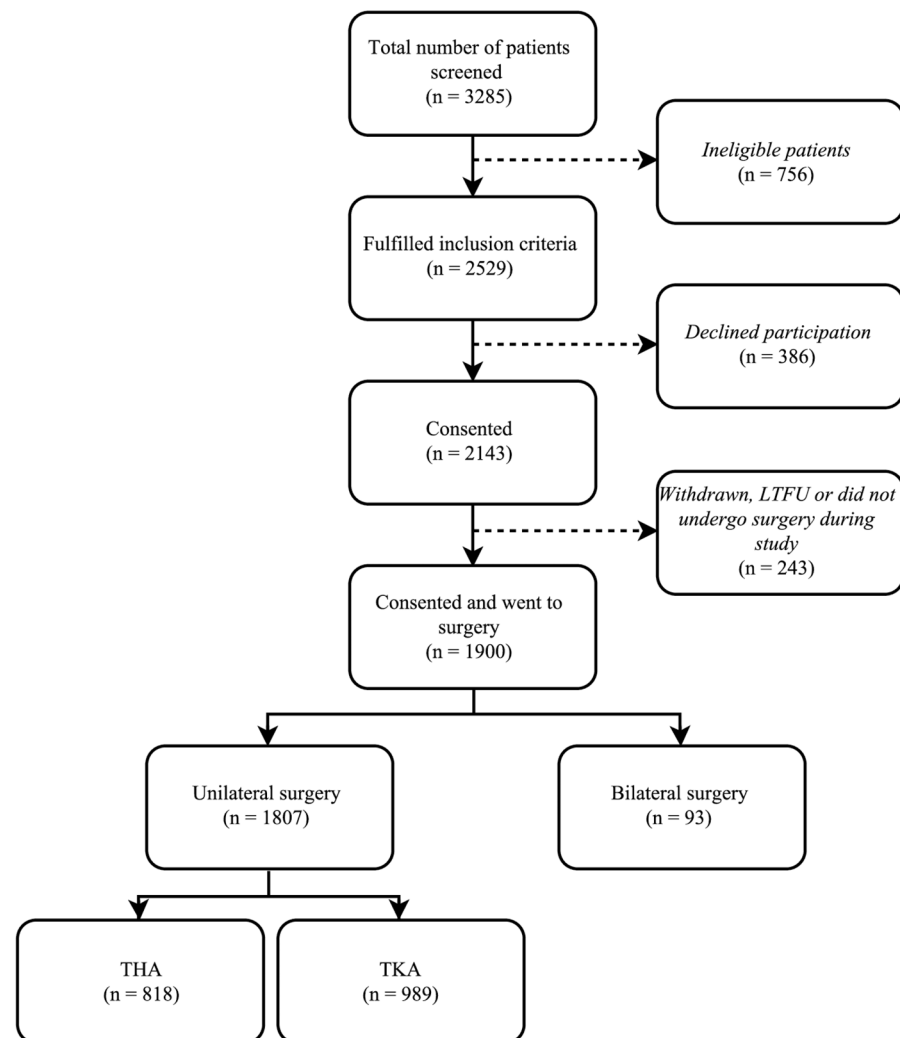 Total number of patients
screened
(n = 3285)
Ineligible patients
(n = 756)
Fulfilled inclusion criteria
(n = 2529)
Declined participation
(n = 386)
Consented
(n = 2143)
Withdrawn, LTFU or did not
undergo surgery during
study
(n = 243)
Consented and went to
surgery
(n = 1900)
Unilateral surgery
(n = 1807)
Bilateral surgery
(n = 93)
THA
(n = 818)
TKA
(n = 989)